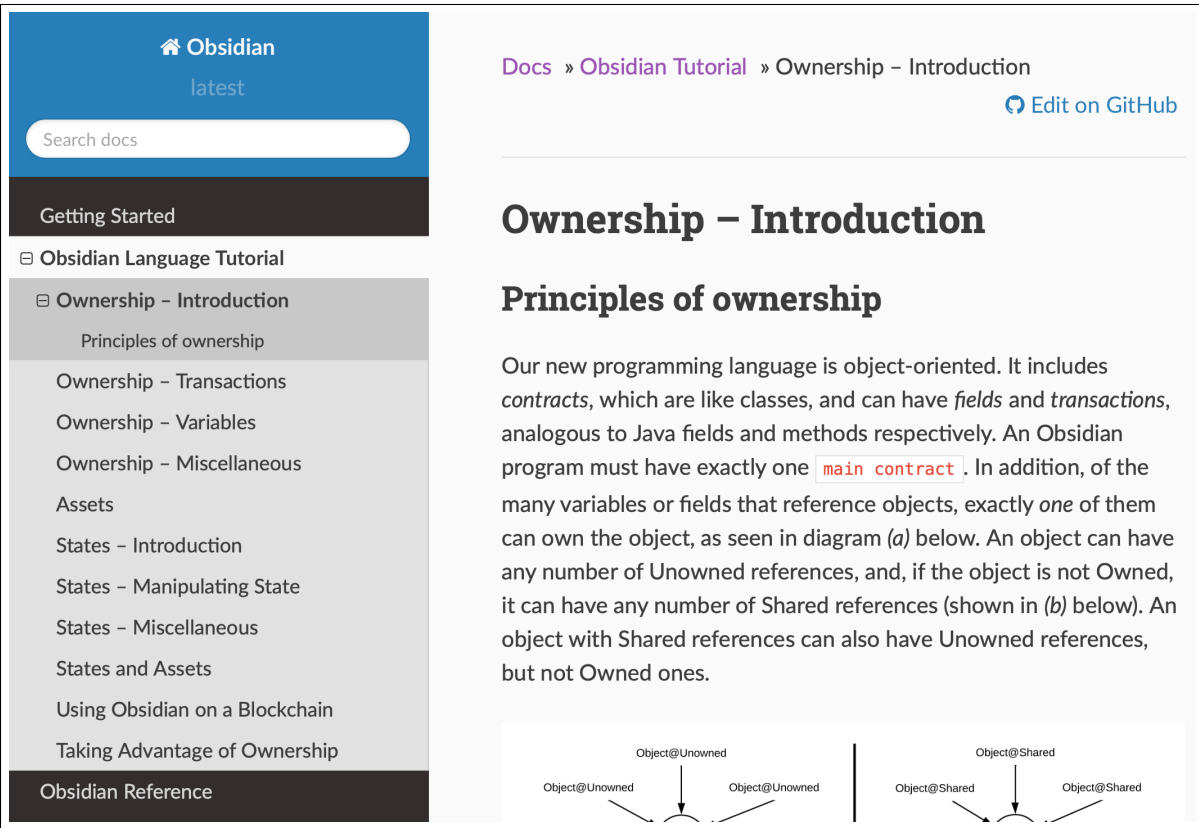 Obsidian
latest
Search docs
Getting Started
Obsidian Language Tutorial
Ownership – Introduction
Principles of ownership
Ownership – Transactions
Ownership – Variables
Ownership – Miscellaneous
Assets
States – Introduction
States – Manipulating State
States – Miscellaneous
States and Assets
Using Obsidian on a Blockchain
Taking Advantage of Ownership
Obsidian Reference
Docs » Obsidian Tutorial » Ownership – Introduction
Edit on GitHub
Ownership – Introduction
Principles of ownership
Our new programming language is object-oriented. It includes
contracts, which are like classes, and can have fields and transactions,
analogous to Java fields and methods respectively. An Obsidian
program must have exactly one main contract. In addition, of the
many variables or fields that reference objects, exactly one of them
can own the object, as seen in diagram (a) below. An object can have
any number of Unowned references, and, if the object is not Owned,
it can have any number of Shared references (shown in (b) below). An
object with Shared references can also have Unowned references,
but not Owned ones.
Object@Unowned
Object@Unowned Object@Unowned
Object@Shared
Object@Shared Object@Shared